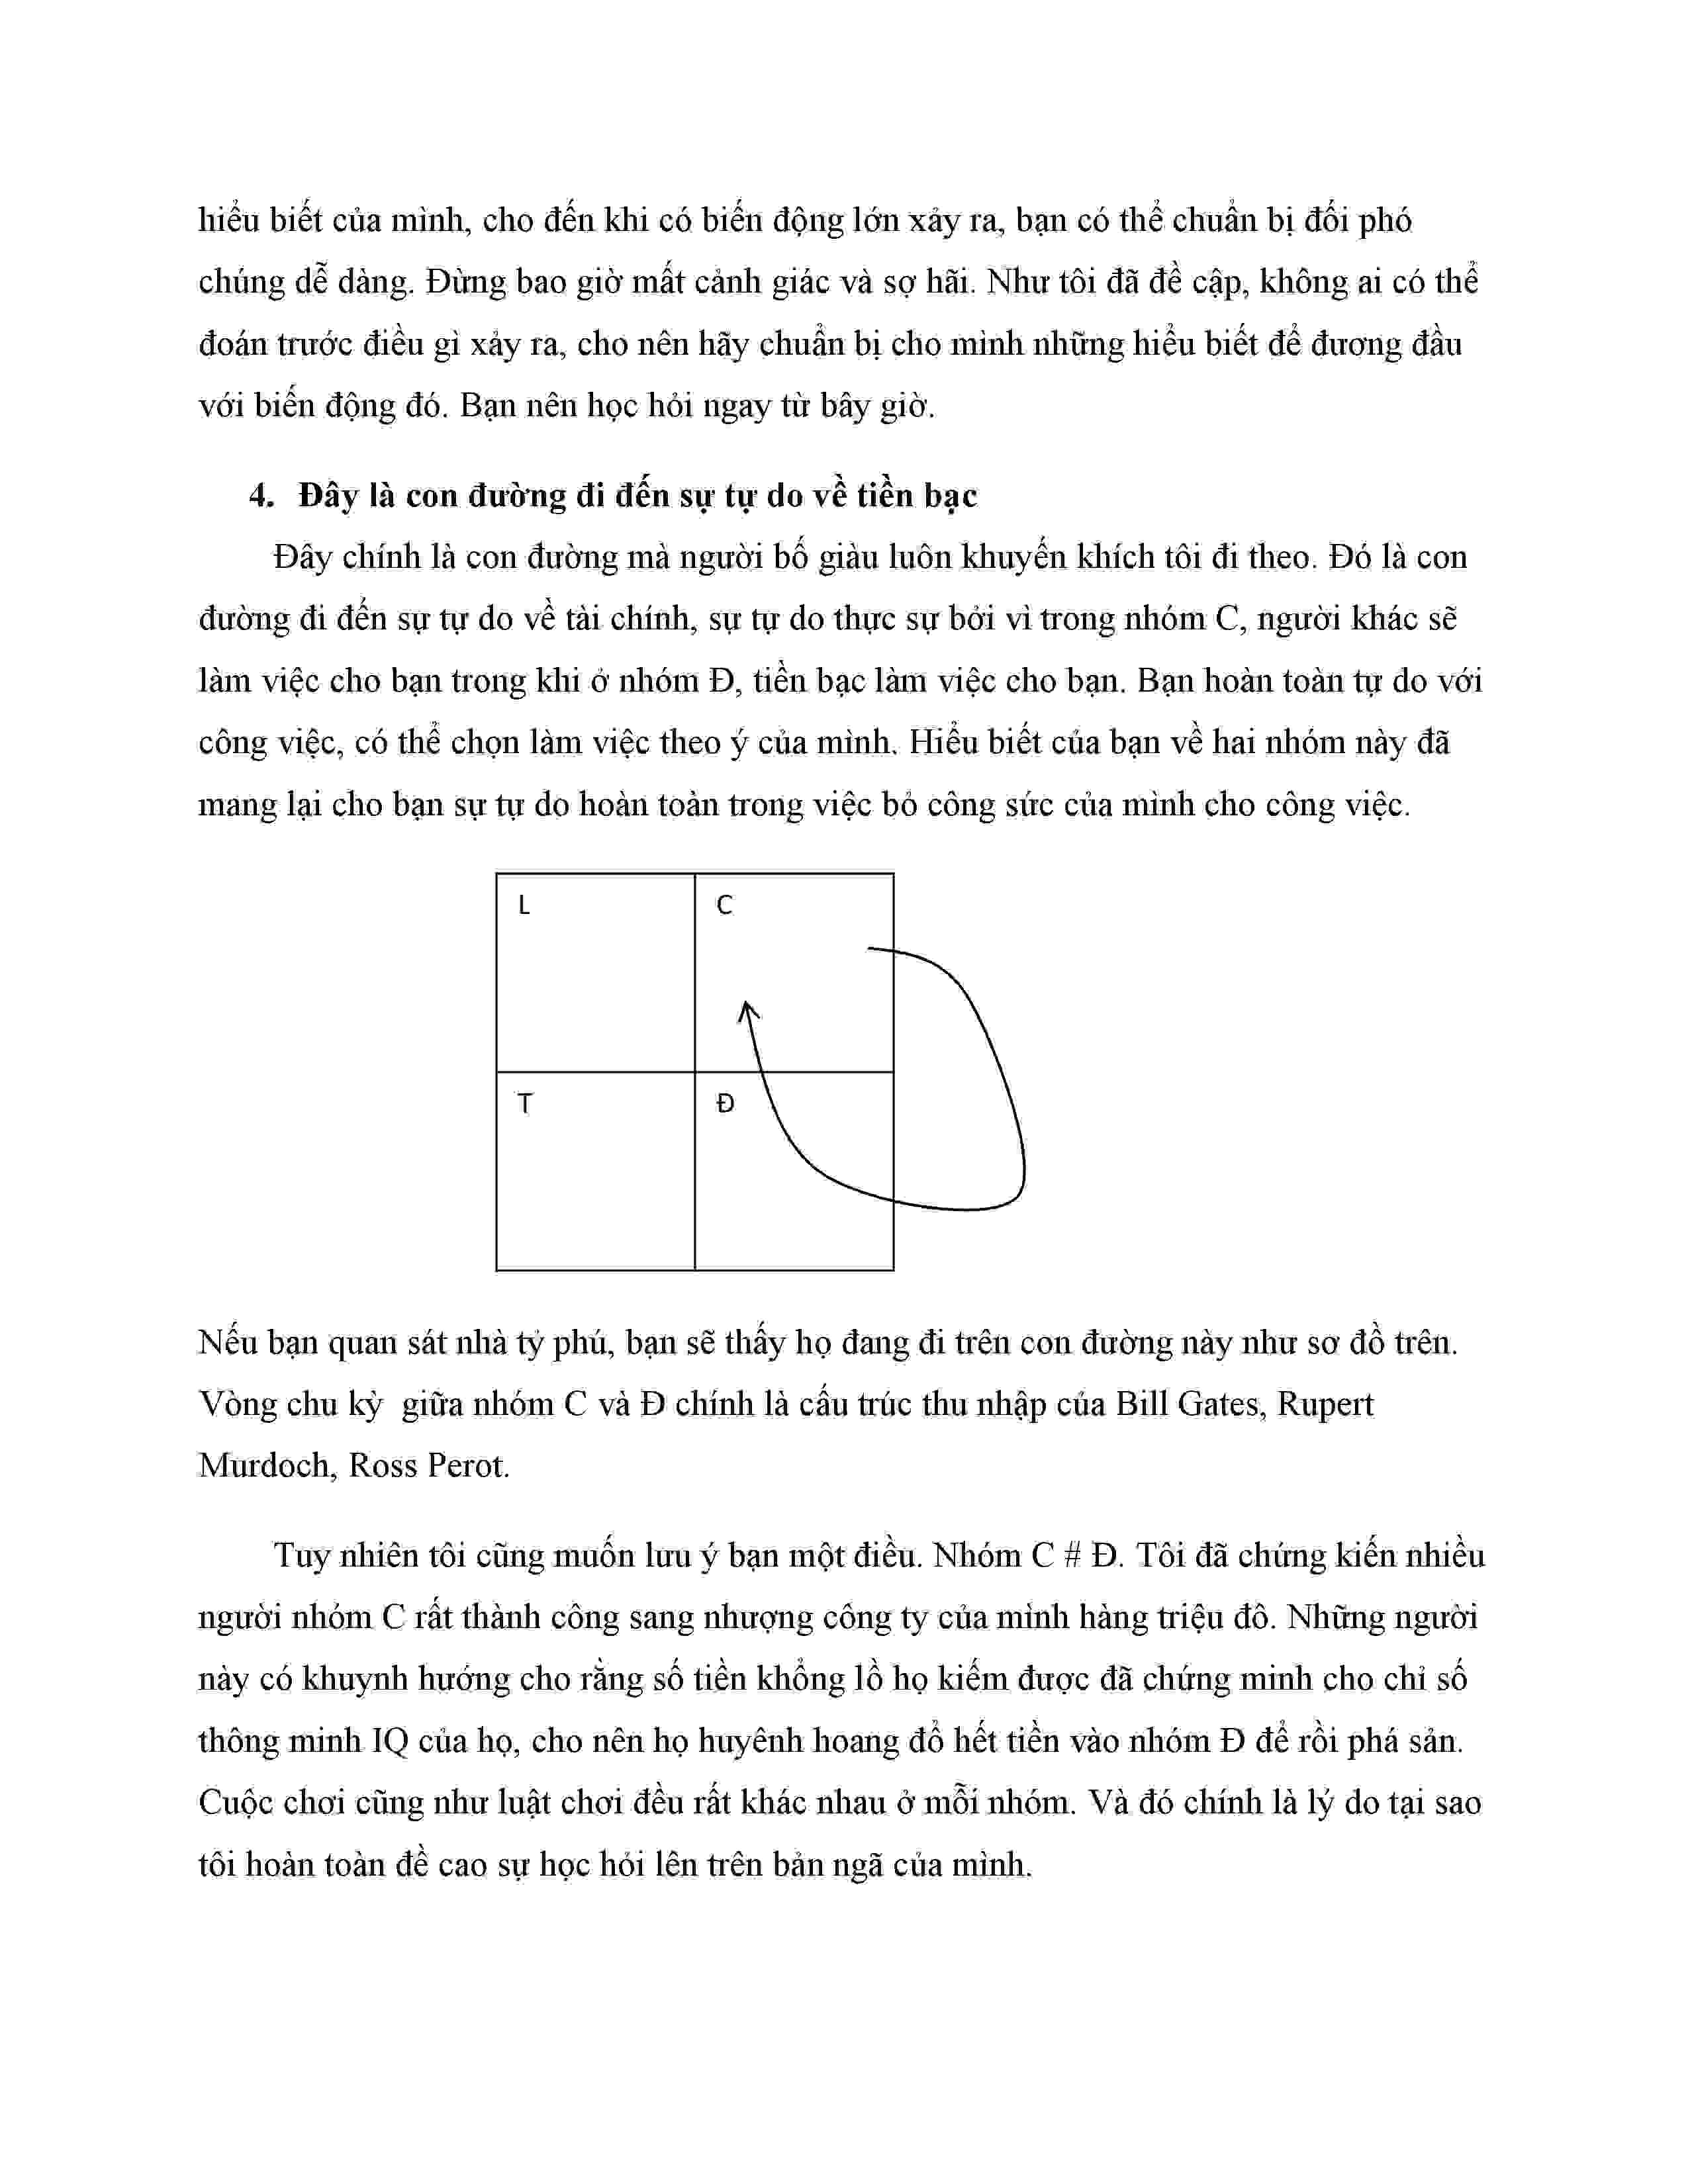 hiểu biết của mình, cho đến khi có biến động lớn xảy ra, bạn có thể chuẩn bị đối phó
chúng dễ dàng. Đừng bao giờ mất cảnh giác và sợ hãi. Như tôi đã đề cập, không ai có thể
đoán trước điều gì xảy ra, cho nên hãy chuẩn bị cho mình những hiểu biết để đương đầu
với biến động đó. Bạn nên học hỏi ngay từ bây giờ.
4. Đây là con đường đi đến sự tự do về tiền bạc
Đây chính là con đường mà người bố giàu luôn khuyến khích tôi đi theo. Đó là con
đường đi đến sự tự do về tài chính, sự tự do thực sự bởi vì trong nhóm C, người khác sẽ
làm việc cho bạn trong khi ở nhóm Đ, tiền bạc làm việc cho bạn. Bạn hoàn toàn tự do với
công việc, có thể chọn làm việc theo ý của mình. Hiểu biết của bạn về hai nhóm này đã
mang lại cho bạn sự tự do hoàn toàn trong việc bỏ công sức của mình cho công việc.
L C
T Đ
Nếu bạn quan sát nhà tỷ phú, bạn sẽ thấy họ đang đi trên con đường này như sơ đồ trên.
Vòng chu kỳ giữa nhóm C và Đ chính là cấu trúc thu nhập của Bill Gates, Rupert
Murdoch, Ross Perot.
Tuy nhiên tôi cũng muốn lưu ý bạn một điều. Nhóm C # Đ. Tôi đã chứng kiến nhiều
người nhóm C rất thành công sang nhượng công ty của mình hàng triệu đô. Những người
này có khuynh hướng cho rằng số tiền khổng lồ họ kiếm được đã chứng minh cho chỉ số
thông minh IQ của họ, cho nên họ huyênh hoang đổ hết tiền vào nhóm Đ để rồi phá sản.
Cuộc chơi cũng như luật chơi đều rất khác nhau ở mỗi nhóm. Và đó chính là lý do tại sao
tôi hoàn toàn đề cao sự học hỏi lên trên bản ngã của mình.